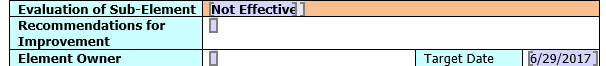 Evaluation of Sub-Element Not Effective
Recommendations for
Improvement
Element Owner Target Date 6/29/2017